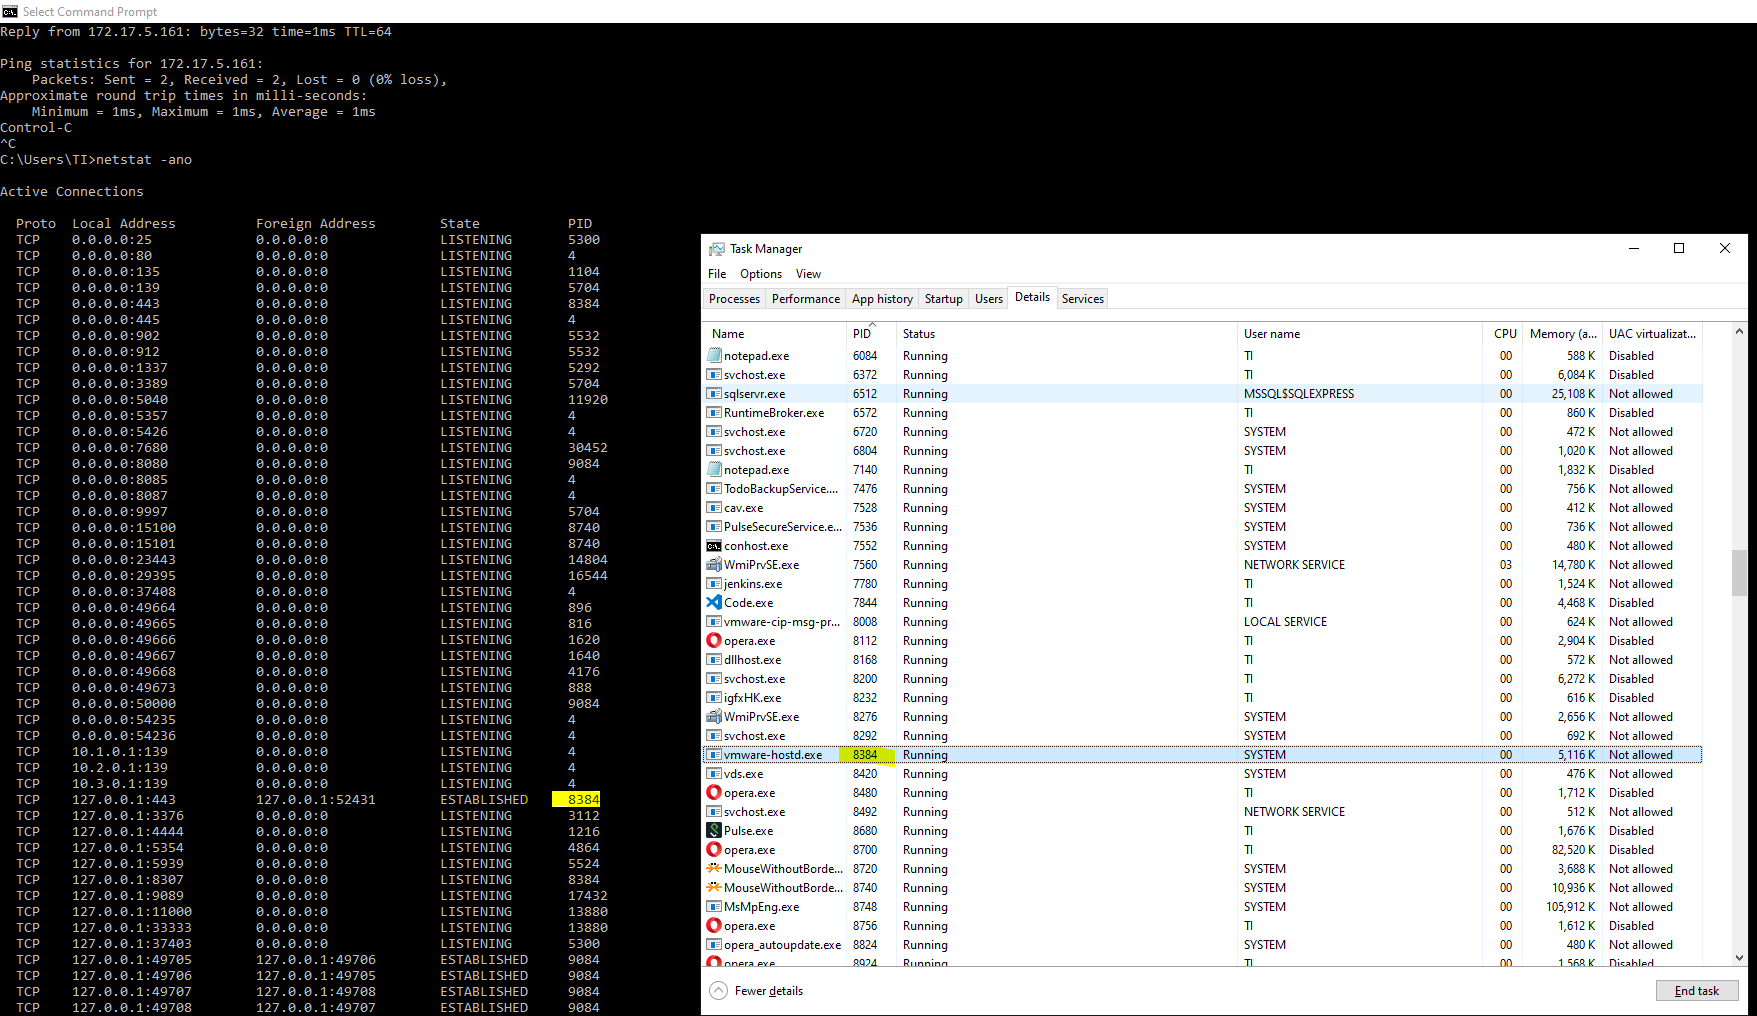 Select Command Prompt
Reply from 172.17.5.161: bytes=32 time=1ms TTL=64
Ping statistics for 172.17.5.161:
Packets: Sent = 2, Received = 2, Lost = 0 (0% loss),
Approximate round trip times in milli-seconds:
Minimum = 1ms, Maximum = 1ms, Average = 1ms
Control-C
^C
C:\Users\TI>netstat -ano
Active Connections
Proto Local Address Foreign Address State PID
TCP 0.0.0.0:25 0.0.0.0:0 LISTENING 5300
TCP 0.0.0.0:80 0.0.0.0:0 LISTENING 4
TCP 0.0.0.0:135 0.0.0.0:0 LISTENING 1104
TCP 0.0.0.0:139 0.0.0.0:0 LISTENING 5704
TCP 0.0.0.0:443 0.0.0.0:0 LISTENING 8384
TCP 0.0.0.0:445 0.0.0.0:0 LISTENING 4
TCP 0.0.0.0:902 0.0.0.0:0 LISTENING 5532
TCP 0.0.0.0:912 0.0.0.0:0 LISTENING 5532
TCP 0.0.0.0:1337 0.0.0.0:0 LISTENING 5292
TCP 0.0.0.0:3389 0.0.0.0:0 LISTENING 5704
TCP 0.0.0.0:5040 0.0.0.0:0 LISTENING 11920
TCP 0.0.0.0:5357 0.0.0.0:0 LISTENING 4
TCP 0.0.0.0:5426 0.0.0.0:0 LISTENING 4
TCP 0.0.0.0:7680 0.0.0.0:0 LISTENING 30452
TCP 0.0.0.0:8080 0.0.0.0:0 LISTENING 9084
TCP 0.0.0.0:8085 0.0.0.0:0 LISTENING 4
TCP 0.0.0.0:8087 0.0.0.0:0 LISTENING 4
TCP 0.0.0.0:9997 0.0.0.0:0 LISTENING 5704
TCP 0.0.0.0:15100 0.0.0.0:0 LISTENING 8740
TCP 0.0.0.0:15101 0.0.0.0:0 LISTENING 8740
TCP 0.0.0.0:23443 0.0.0.0:0 LISTENING 14804
TCP 0.0.0.0:29395 0.0.0.0:0 LISTENING 16544
TCP 0.0.0.0:37408 0.0.0.0:0 LISTENING 4
TCP 0.0.0.0:49664 0.0.0.0:0 LISTENING 896
TCP 0.0.0.0:49665 0.0.0.0:0 LISTENING 816
TCP 0.0.0.0:49666 0.0.0.0:0 LISTENING 1620
TCP 0.0.0.0:49667 0.0.0.0:0 LISTENING 1640
TCP 0.0.0.0:49668 0.0.0.0:0 LISTENING 4176
TCP 0.0.0.0:49673 0.0.0.0:0 LISTENING 888
TCP 0.0.0.0:50000 0.0.0.0:0 LISTENING 9084
TCP 0.0.0.0:54235 0.0.0.0:0 LISTENING 4
TCP 0.0.0.0:54236 0.0.0.0:0 LISTENING 4
TCP 10.1.0.1:139 0.0.0.0:0 LISTENING 4
TCP 10.2.0.1:139 0.0.0.0:0 LISTENING 4
TCP 10.3.0.1:139 0.0.0.0:0 LISTENING 4
TCP 127.0.0.1:443 127.0.0.1:52431 ESTABLISHED 8384
TCP 127.0.0.1:3376 0.0.0.0:0 LISTENING 3112
TCP 127.0.0.1:4444 0.0.0.0:0 LISTENING 1216
TCP 127.0.0.1:5354 0.0.0.0:0 LISTENING 4864
TCP 127.0.0.1:5939 0.0.0.0:0 LISTENING 5524
TCP 127.0.0.1:8307 0.0.0.0:0 LISTENING 8384
TCP 127.0.0.1:9089 0.0.0.0:0 LISTENING 17432
TCP 127.0.0.1:11000 0.0.0.0:0 LISTENING 13880
TCP 127.0.0.1:33333 0.0.0.0:0 LISTENING 13880
TCP 127.0.0.1:37403 0.0.0.0:0 LISTENING 5300
TCP 127.0.0.1:49705 127.0.0.1:49706 ESTABLISHED 9084
TCP 127.0.0.1:49706 127.0.0.1:49705 ESTABLISHED 9084
TCP 127.0.0.1:49707 127.0.0.1:49708 ESTABLISHED 9084
TCP 127.0.0.1:49708 127.0.0.1:49707 ESTABLISHED 9084
Task Manager
File Options View
Processes Performance App history Startup Users Details Services
Name PID Status User name CPU Memory (a... UAC virtualizat...
notepad.exe 6084 Running TI 00 588 K Disabled
svchost.exe 6372 Running TI 00 6,084 K Disabled
sqlservr.exe 6512 Running MSSQL$SQLEXPRESS 00 25,108 K Not allowed
RuntimeBroker.exe 6572 Running TI 00 860 K Disabled
svchost.exe 6720 Running SYSTEM 00 472 K Not allowed
svchost.exe 6804 Running SYSTEM 00 1,020 K Not allowed
notepad.exe 7140 Running TI 00 1,832 K Disabled
TodoBackupService.... 7476 Running SYSTEM 00 756 K Not allowed
cav.exe 7528 Running SYSTEM 00 412 K Not allowed
PulseSecureService.e... 7536 Running SYSTEM 00 736 K Not allowed
conhost.exe 7552 Running SYSTEM 00 480 K Not allowed
WmiPrvSE.exe 7560 Running NETWORK SERVICE 03 14,780 K Not allowed
jenkins.exe 7780 Running TI 00 1,524 K Not allowed
Code.exe 7844 Running TI 00 4,468 K Disabled
vmware-cip-msg-pr... 8008 Running LOCAL SERVICE 00 624 K Not allowed
opera.exe 8112 Running TI 00 2,904 K Disabled
dllhost.exe 8168 Running TI 00 572 K Not allowed
svchost.exe 8200 Running TI 00 6,272 K Disabled
igfxHK.exe 8232 Running TI 00 616 K Disabled
WmiPrvSE.exe 8276 Running SYSTEM 00 2,656 K Not allowed
svchost.exe 8292 Running SYSTEM 00 692 K Not allowed
vmware-hostd.exe 8384 Running SYSTEM 00 5,116 K Not allowed
vds.exe 8420 Running SYSTEM 00 476 K Not allowed
opera.exe 8480 Running TI 00 1,712 K Disabled
svchost.exe 8492 Running NETWORK SERVICE 00 512 K Not allowed
Pulse.exe 8680 Running TI 00 1,676 K Disabled
opera.exe 8700 Running TI 00 82,520 K Disabled
MouseWithoutBorde... 8720 Running SYSTEM 00 3,688 K Not allowed
MouseWithoutBorde... 8740 Running SYSTEM 00 10,936 K Not allowed
MsMpEng.exe 8748 Running SYSTEM 00 105,912 K Not allowed
opera.exe 8756 Running TI 00 1,612 K Disabled
opera_autoupdate.exe 8824 Running SYSTEM 00 480 K Not allowed
opera.exe 8924 Running TI 00 1,568 K Disabled
Fewer details
End task